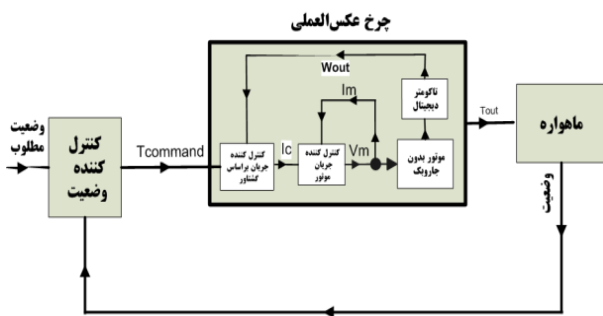 چرخ عکس‌العملی
Wout
Im
تاکومتر
دیجیتال
Tout
ماهواره
وضعیت
مطلوب
کنترل
کننده
وضعیت
Tcommand
کنترل کننده
جریان براساس
گشتاور
Ic
کنترل کننده
جریان
موتور
Vm
موتور بدون
جاروبک
وضعیت